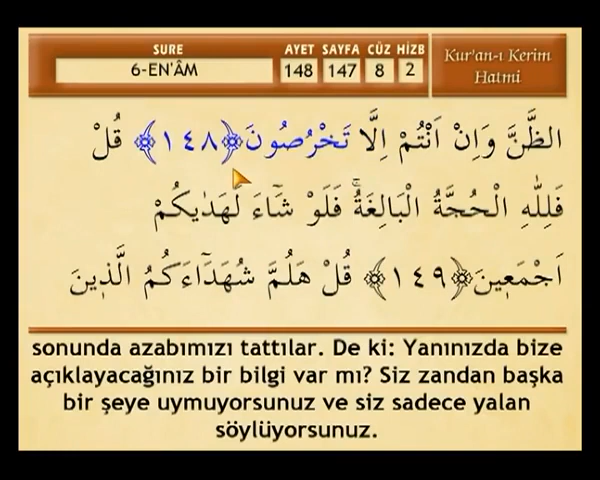 SURE AYET SAYFA CÜZ HİZB
6-EN'ÂM 148 147 8 2
Kur'an-ı Kerim
Hatmi
الظَّنَّ وَاِنْ اَنْتُمْ اِلَّا تَخْرُصُونَ ﴿١٤٨﴾ قُلْ
فَلِلّٰهِ الْحُجَّةُ الْبَالِغَةُۚ فَلَوْ شَٓاءَ لَهَدٰيكُمْ
اَجْمَع۪ينَ ﴿١٤٩﴾ قُلْ هَلُمَّ شُهَدَٓاءَكُمُ الَّذ۪ينَ
sonunda azabımızı tattılar. De ki: Yanınızda bize
açıklayacağınız bir bilgi var mı? Siz zandan başka
bir şeye uymuyorsunuz ve siz sadece yalan
söylüyorsunuz.